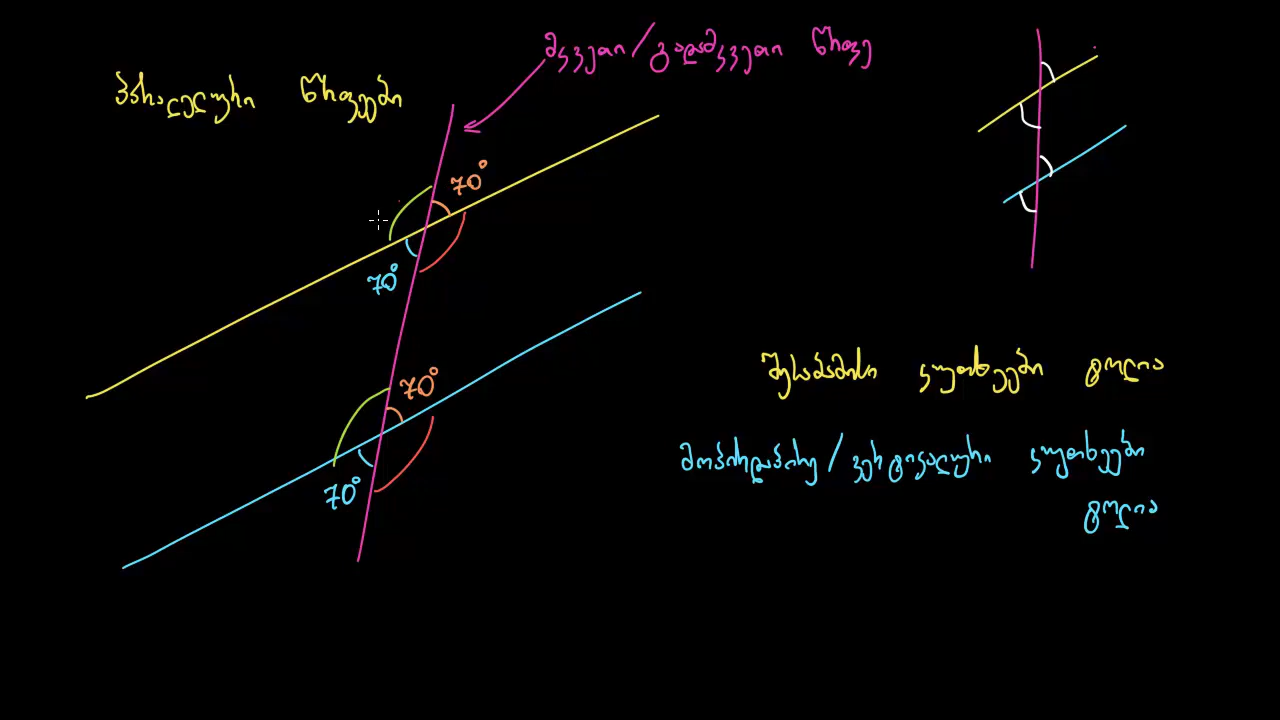 მკვეთი/გადამკვეთი წრფე
პარალელური წრფეები
70°
70°
70°
70°
შესაბამისი კუთხეები ტოლია
მოპირდაპირე/ვერტიკალური კუთხეები
ტოლია